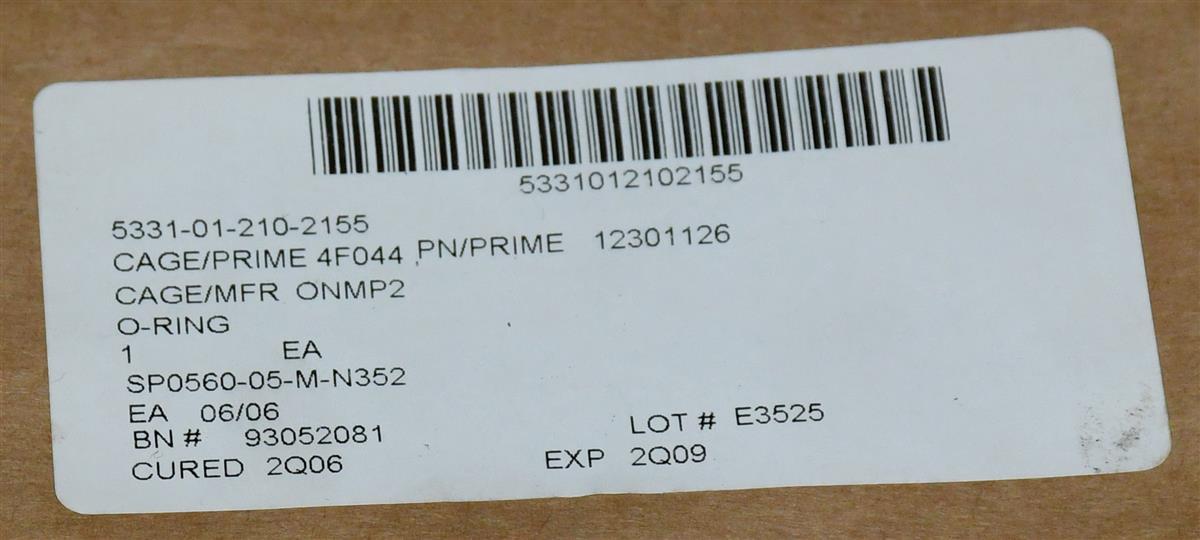 5331012102155
5331-01-210-2155
CAGE/PRIME 4F044 PN/PRIME 12301126
CAGE/MFR ONMP2
O-RING
1 EA
SP0560-05-M-N352
EA 06/06
BN # 93052081 LOT # E3525
CURED 2Q06 EXP 2Q09